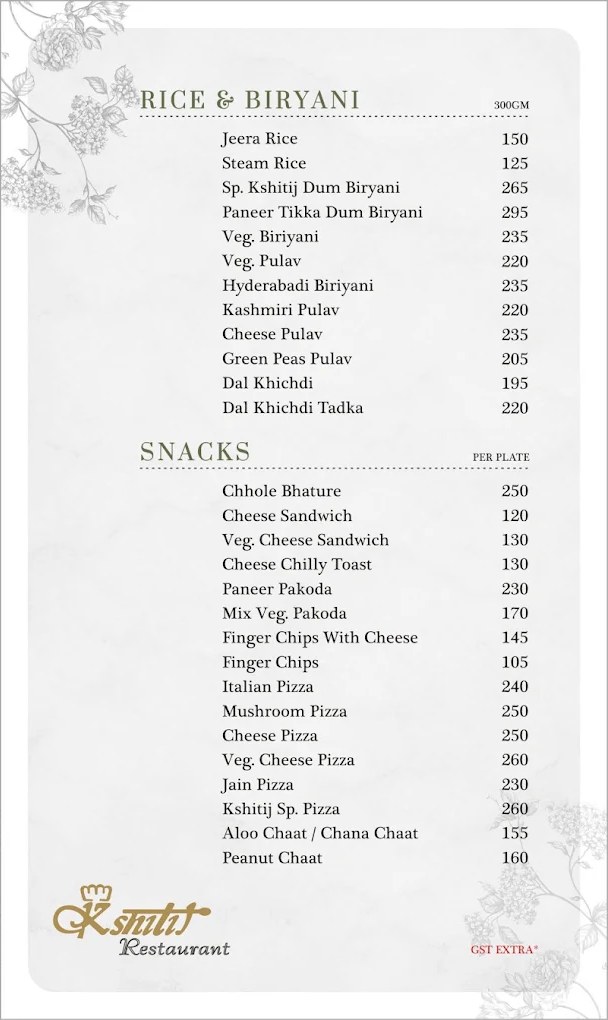 RICE & BIRYANI 300GM
Jeera Rice 150
Steam Rice 125
Sp. Kshitij Dum Biryani 265
Paneer Tikka Dum Biryani 295
Veg. Biriyani 235
Veg. Pulav 220
Hyderabadi Biriyani 235
Kashmiri Pulav 220
Cheese Pulav 235
Green Peas Pulav 205
Dal Khichdi 195
Dal Khichdi Tadka 220
SNACKS PER PLATE
Chhole Bhature 250
Cheese Sandwich 120
Veg. Cheese Sandwich 130
Cheese Chilly Toast 130
Paneer Pakoda 230
Mix Veg. Pakoda 170
Finger Chips With Cheese 145
Finger Chips 105
Italian Pizza 240
Mushroom Pizza 250
Cheese Pizza 250
Veg. Cheese Pizza 260
Jain Pizza 230
Kshitij Sp. Pizza 260
Aloo Chaat / Chana Chaat 155
Peanut Chaat 160
Kshitij
Restaurant GST EXTRA*